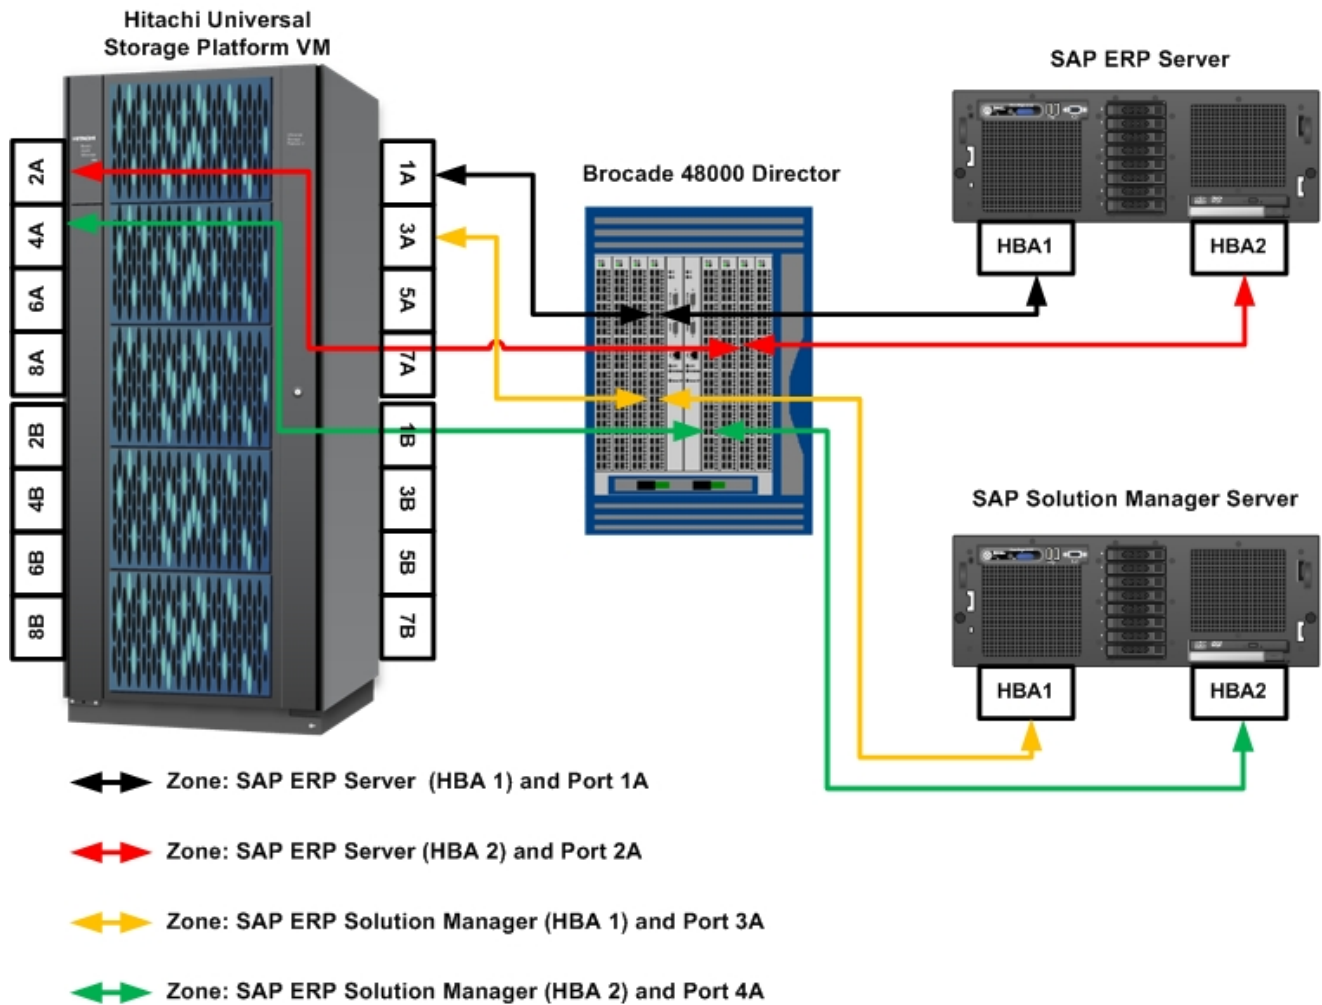 Hitachi Universal
Storage Platform VM
SAP ERP Server
Brocade 48000 Director
HITACHI
2A
4A
6A
8A
2B
4B
6B
8B
1A
3A
5A
7A
1B
3B
5B
7B
HBA1
HBA2
SAP Solution Manager Server
HBA1
HBA2
Zone: SAP ERP Server (HBA 1) and Port 1A
Zone: SAP ERP Server (HBA 2) and Port 2A
Zone: SAP ERP Solution Manager (HBA 1) and Port 3A
Zone: SAP ERP Solution Manager (HBA 2) and Port 4A